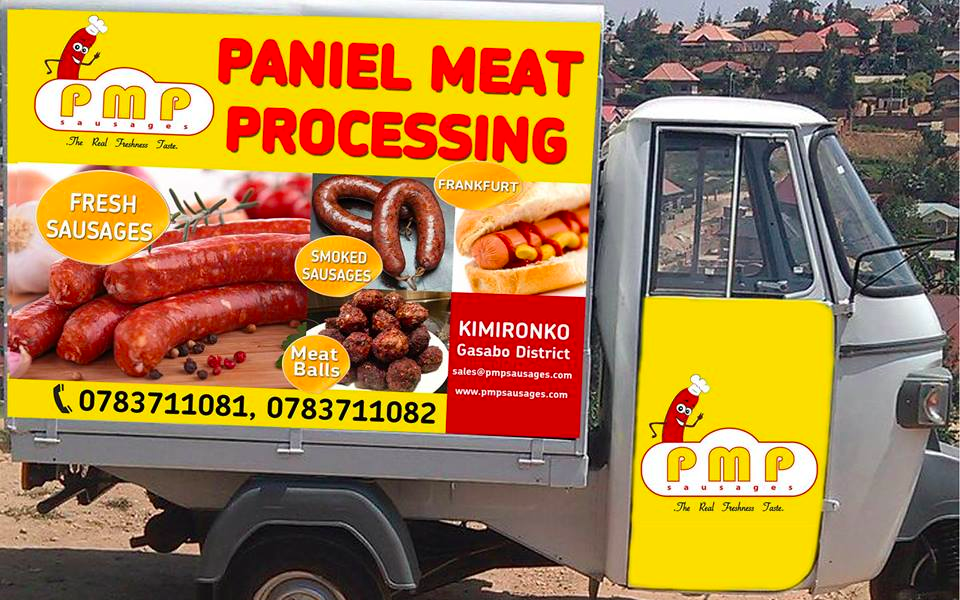 PMP
sausages
The Real Freshness Taste.
PANIEL MEAT
PROCESSING
FRESH
SAUSAGES
SMOKED
SAUSAGES
FRANKFURT
Meat
Balls
KIMIRONKO
Gasabo District
sales@pmpsausages.com
www.pmpsausages.com
0783711081, 0783711082
PMP
sausages
The Real Freshness Taste.